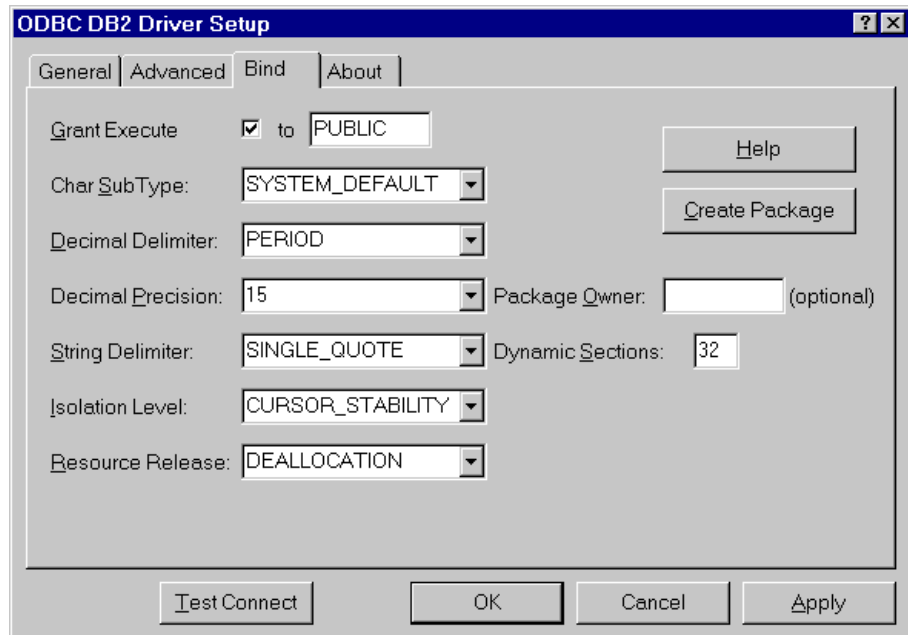 ODBC DB2 Driver Setup
General Advanced Bind About
Grant Execute to PUBLIC
Help
Char SubType: SYSTEM_DEFAULT
Create Package
Decimal Delimiter: PERIOD
Decimal Precision: 15 Package Owner: (optional)
String Delimiter: SINGLE_QUOTE Dynamic Sections: 32
Isolation Level: CURSOR_STABILITY
Resource Release: DEALLOCATION
Test Connect OK Cancel Apply